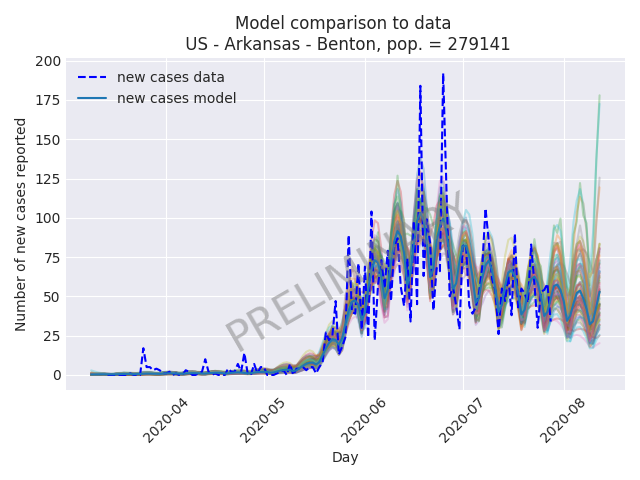 Model comparison to data
US - Arkansas - Benton, pop. = 279141
200
175
150
125
100
75
50
25
0
Number of new cases reported
new cases data
new cases model
PRELIMINARY
2020-04
2020-05
2020-06
2020-07
2020-08
Day